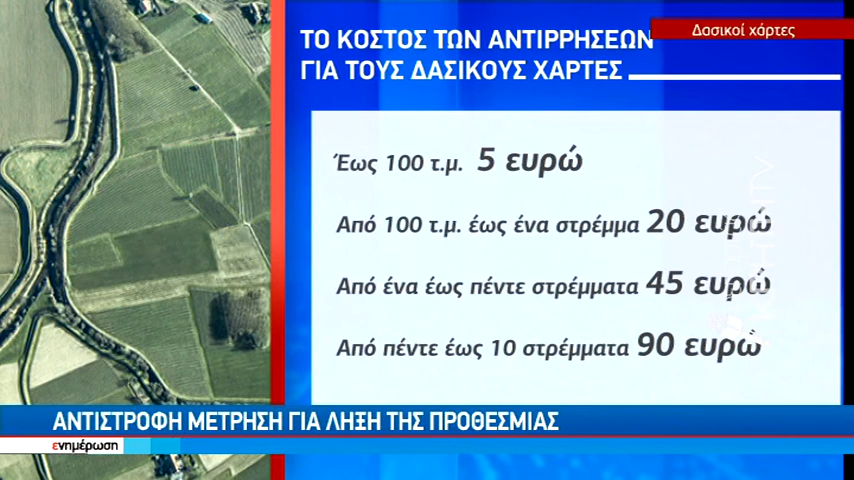 Δασικοί χάρτες
ΤΟ ΚΟΣΤΟΣ ΤΩΝ ΑΝΤΙΡΡΗΣΕΩΝ
ΓΙΑ ΤΟΥΣ ΔΑΣΙΚΟΥΣ ΧΑΡΤΕΣ
Έως 100 τ.μ. 5 ευρώ
Από 100 τ.μ. έως ένα στρέμμα 20 ευρώ
Από ένα έως πέντε στρέμματα 45 ευρώ
Από πέντε έως 10 στρέμματα 90 ευρώ
ΑΝΤΙΣΤΡΟΦΗ ΜΕΤΡΗΣΗ ΓΙΑ ΛΗΞΗ ΤΗΣ ΠΡΟΘΕΣΜΙΑΣ
ενημέρωση